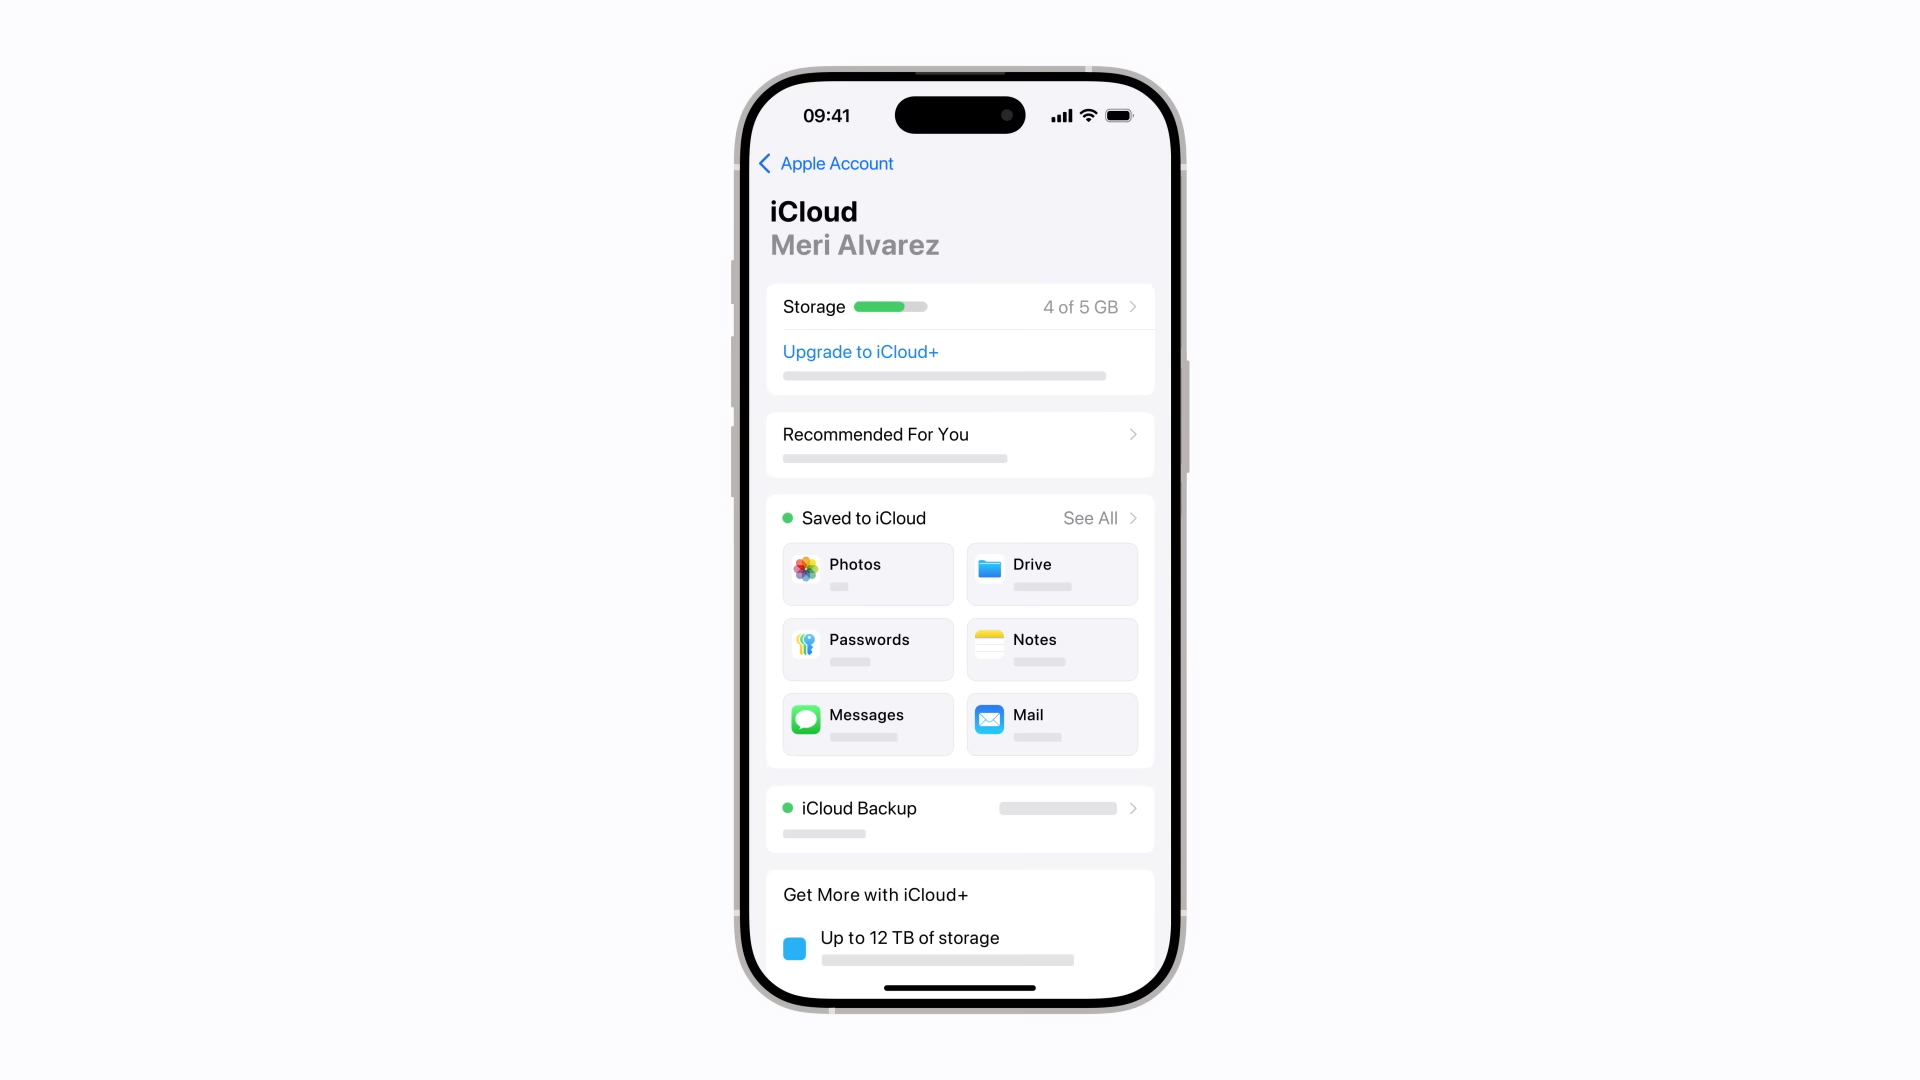 09:41
Apple Account
iCloud
Meri Alvarez
Storage 4 of 5 GB
Upgrade to iCloud+
Recommended For You
Saved to iCloud See All
Photos Drive
Passwords Notes
Messages Mail
iCloud Backup
Get More with iCloud+
Up to 12 TB of storage